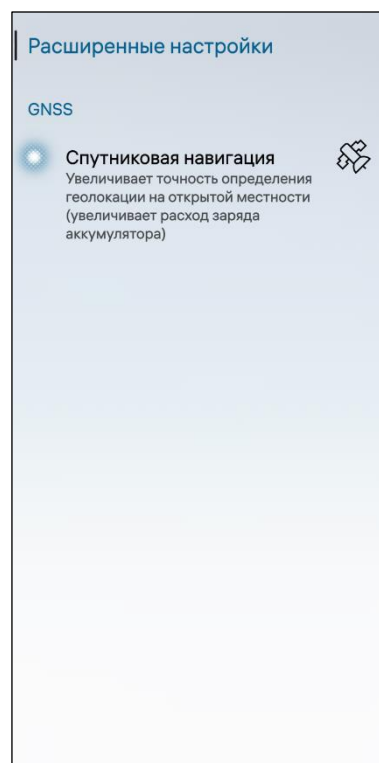 Расширенные настройки
GNSS
Спутниковая навигация
Увеличивает точность определения
геолокации на открытой местности
(увеличивает расход заряда
аккумулятора)